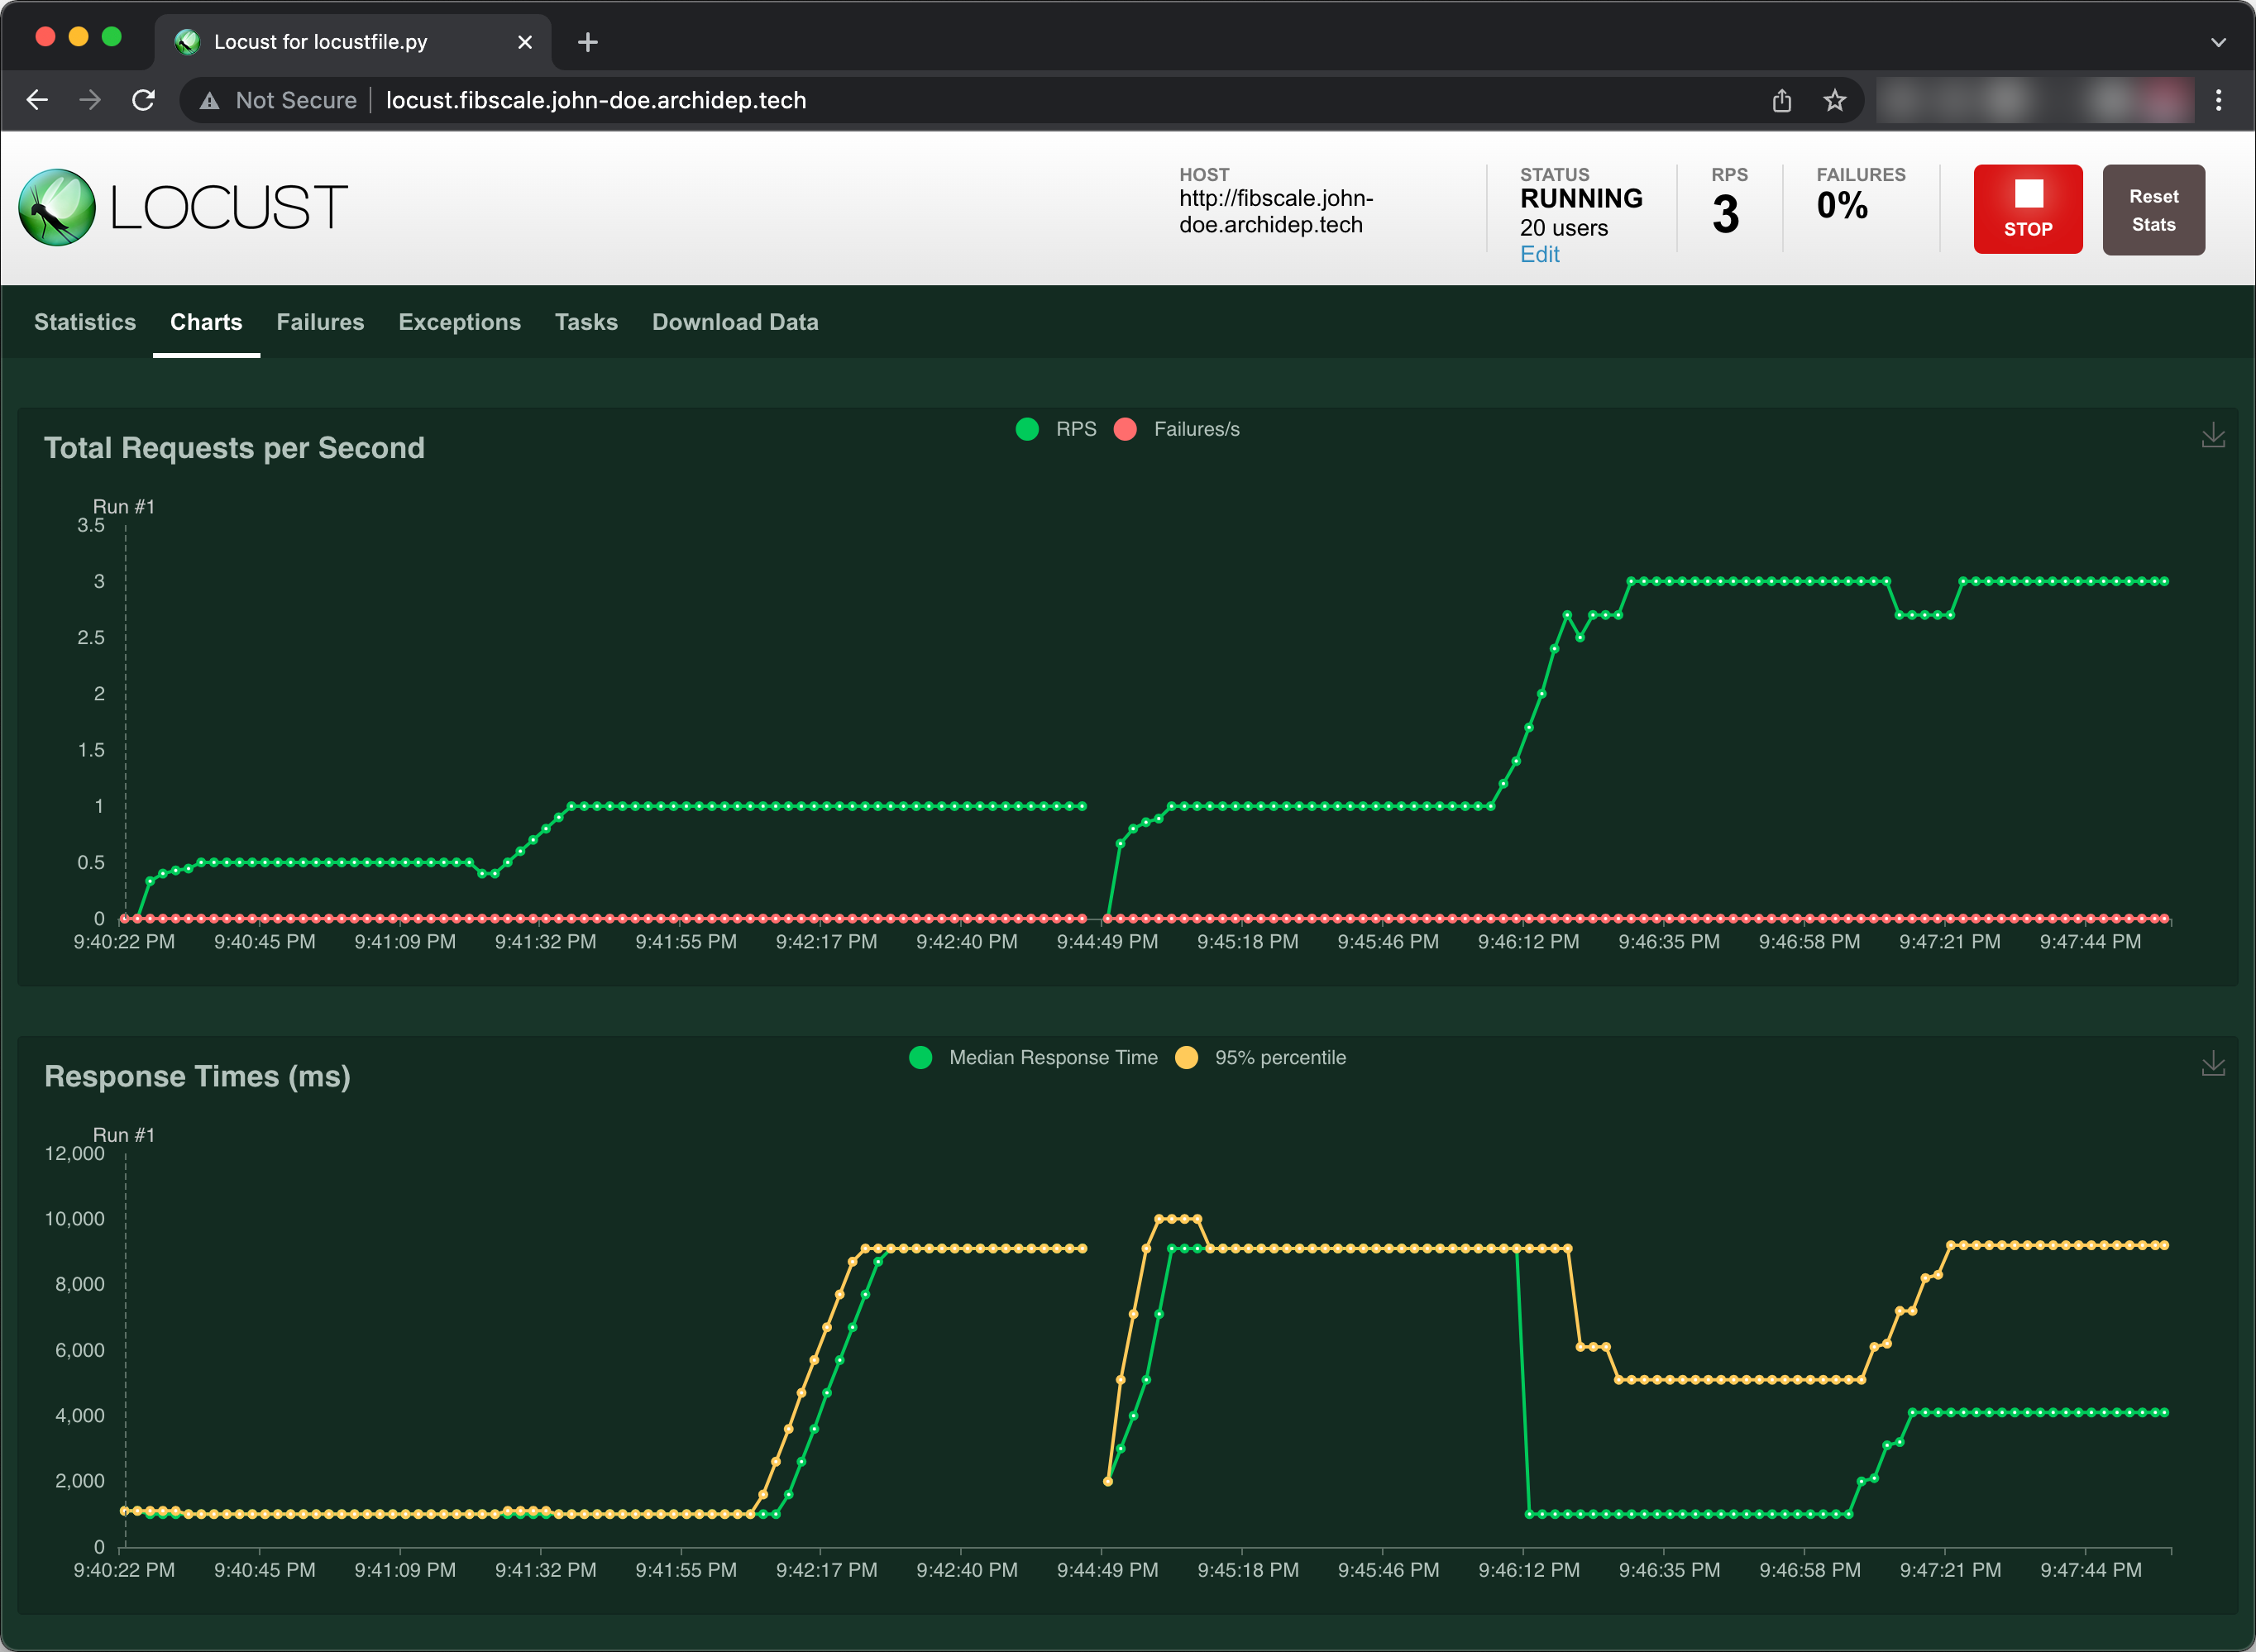 Locust for locustfile.py
Not Secure locust.fibscale.john-doe.archidep.tech
LOCUST
HOST
http://fibscale.john-
doe.archidep.tech
STATUS
RUNNING
20 users
Edit
RPS
3
FAILURES
0%
STOP
Reset
Stats
Statistics Charts Failures Exceptions Tasks Download Data
Total Requests per Second
RPS Failures/s
Run #1
3.5
3
2.5
2
1.5
1
0.5
0
9:40:22 PM 9:40:45 PM 9:41:09 PM 9:41:32 PM 9:41:55 PM 9:42:17 PM 9:42:40 PM 9:44:49 PM 9:45:18 PM 9:45:46 PM 9:46:12 PM 9:46:35 PM 9:46:58 PM 9:47:21 PM 9:47:44 PM
Response Times (ms)
Median Response Time 95% percentile
Run #1
12,000
10,000
8,000
6,000
4,000
2,000
0
9:40:22 PM 9:40:45 PM 9:41:09 PM 9:41:32 PM 9:41:55 PM 9:42:17 PM 9:42:40 PM 9:44:49 PM 9:45:18 PM 9:45:46 PM 9:46:12 PM 9:46:35 PM 9:46:58 PM 9:47:21 PM 9:47:44 PM